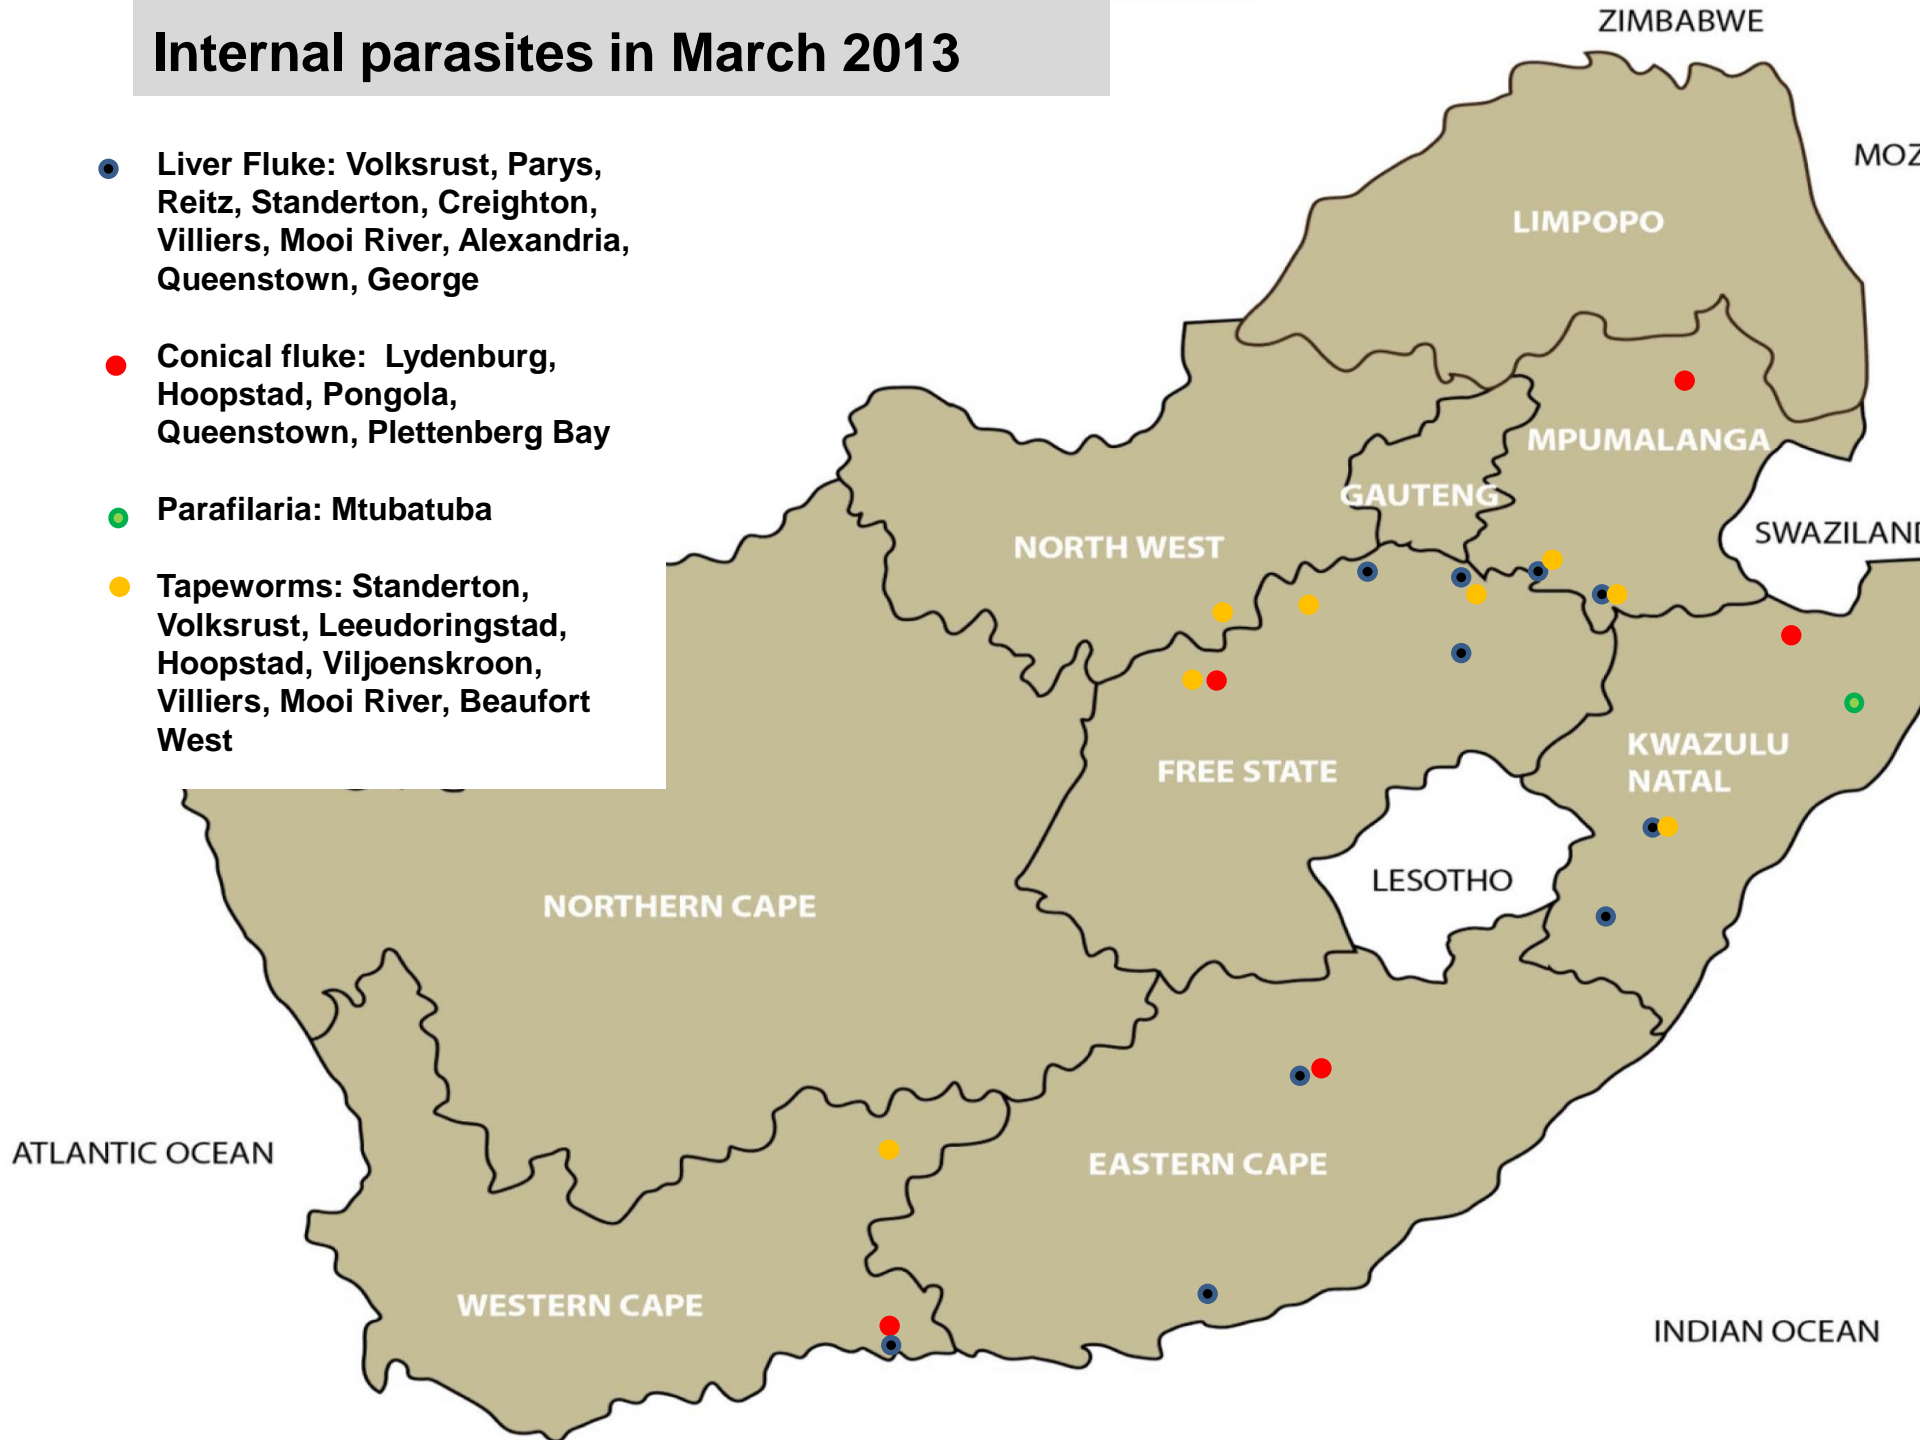 Internal parasites in March 2013
Liver Fluke: Volksrust, Parys,
Reitz, Standerton, Creighton,
Villiers, Mooi River, Alexandria,
Queenstown, George
Conical fluke:  Lydenburg,
Hoopstad, Pongola,
Queenstown, Plettenberg Bay
Parafilaria: Mtubatuba
Tapeworms: Standerton,
Volksrust, Leeudoringstad,
Hoopstad, Viljoenskroon,
Villiers, Mooi River, Beaufort
West
ZIMBABWE
MOZ
LIMPOPO
MPUMALANGA
GAUTENG
SWAZILAND
NORTH WEST
KWAZULU
NATAL
FREE STATE
LESOTHO
NORTHERN CAPE
ATLANTIC OCEAN
EASTERN CAPE
WESTERN CAPE
INDIAN OCEAN